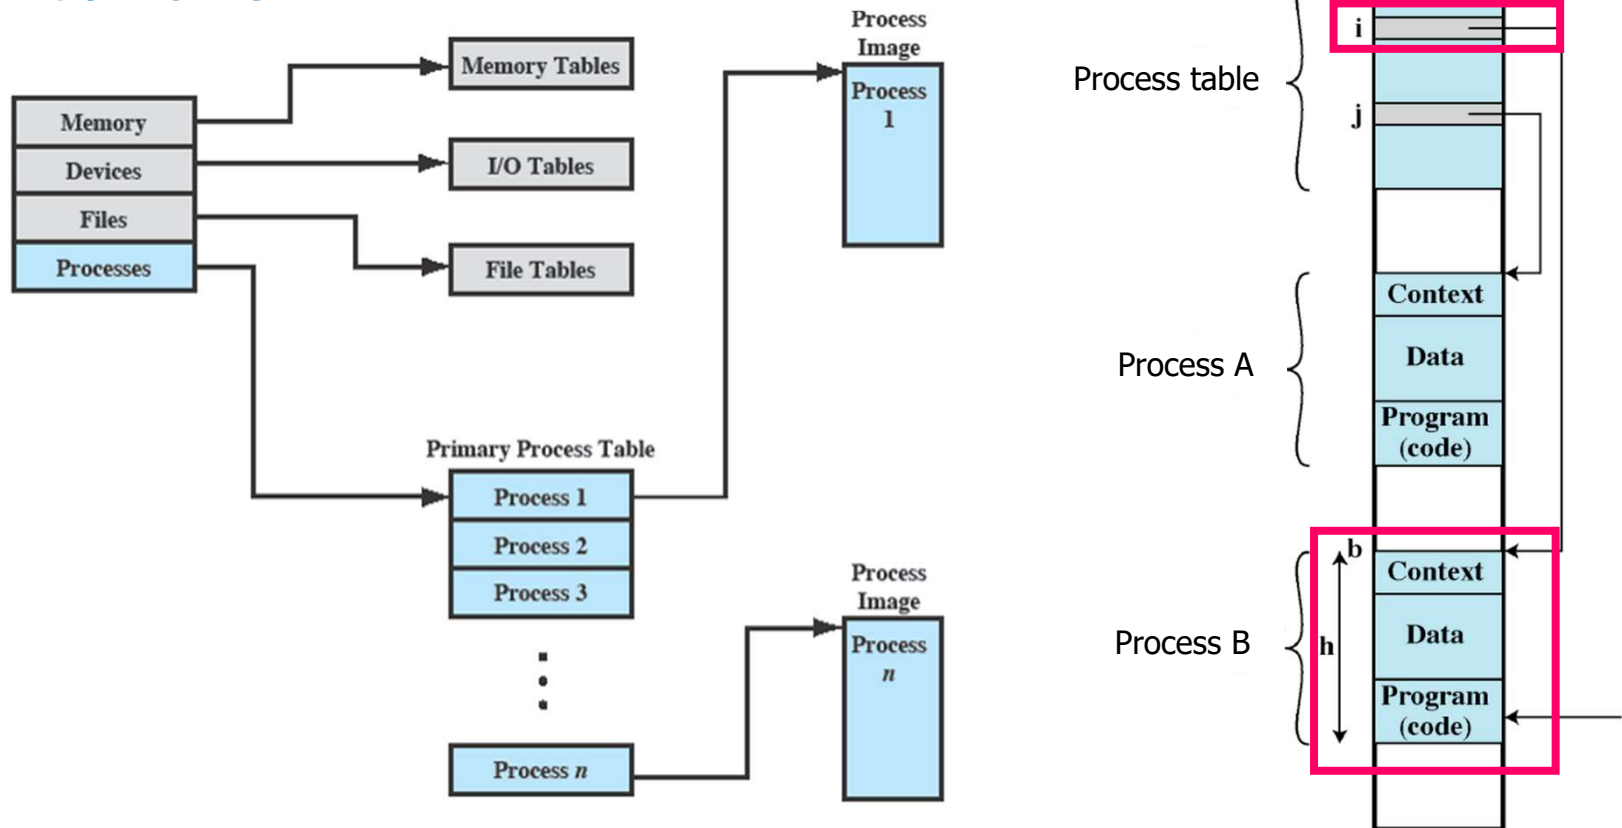 Memory
Devices
Files
Processes
Memory Tables
I/O Tables
File Tables
Primary Process Table
Process 1
Process 2
Process 3
Process n
Process
Image
Process
1
Process
Image
Process
n
Process table
i
j
Process A
Context
Data
Program
(code)
Process B
b
h
Context
Data
Program
(code)